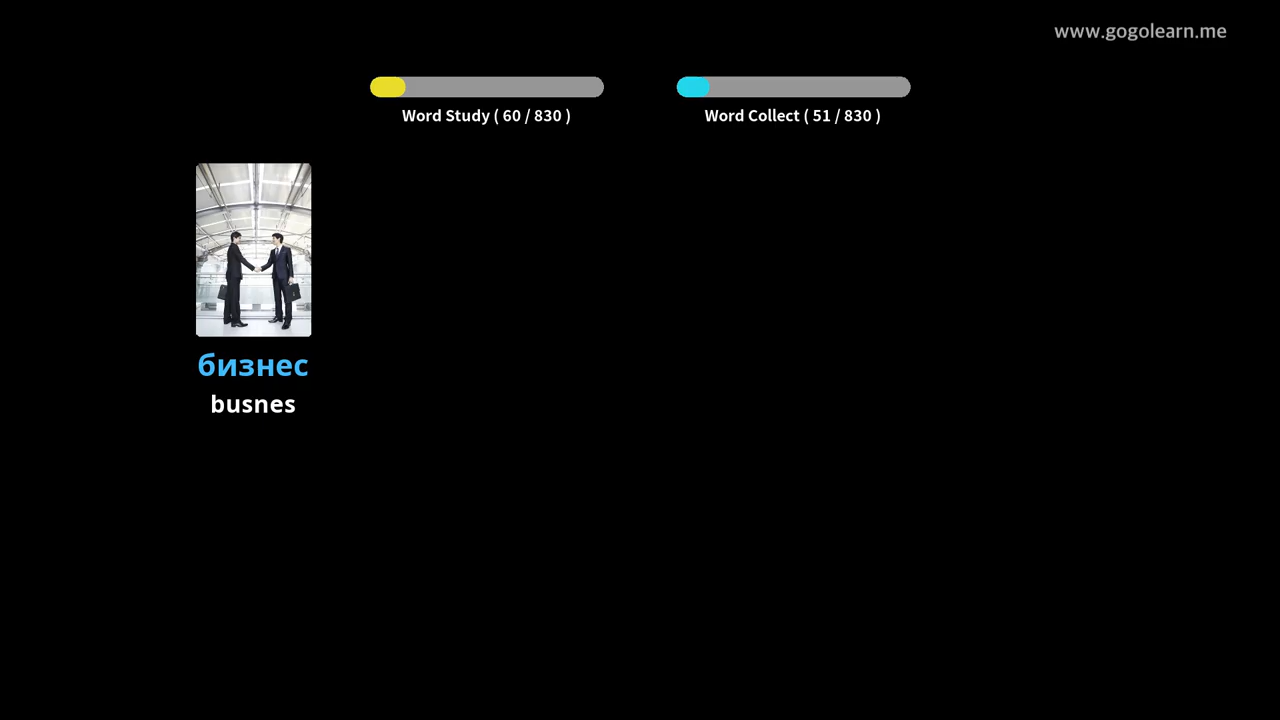 www.gogolearn.me
Word Study ( 60 / 830 )
Word Collect ( 51 / 830 )
бизнес
busnes